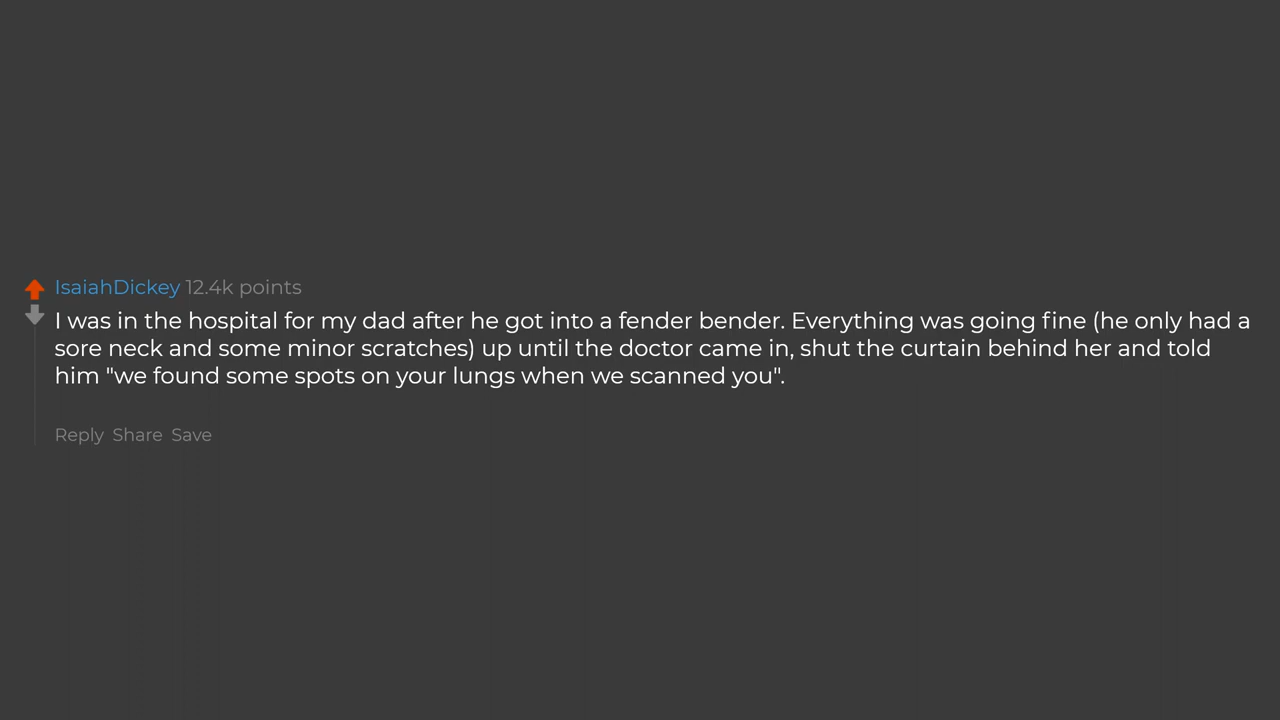 IsaiahDickey 12.4k points
I was in the hospital for my dad after he got into a fender bender. Everything was going fine (he only had a
sore neck and some minor scratches) up until the doctor came in, shut the curtain behind her and told
him "we found some spots on your lungs when we scanned you".
Reply Share Save